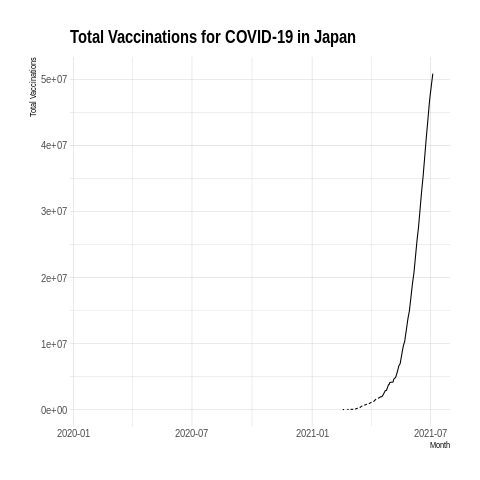 Total Vaccinations for COVID-19 in Japan
Total Vaccinations
5e+07
4e+07
3e+07
2e+07
1e+07
0e+00
2020-01 2020-07 2021-01 2021-07
Month